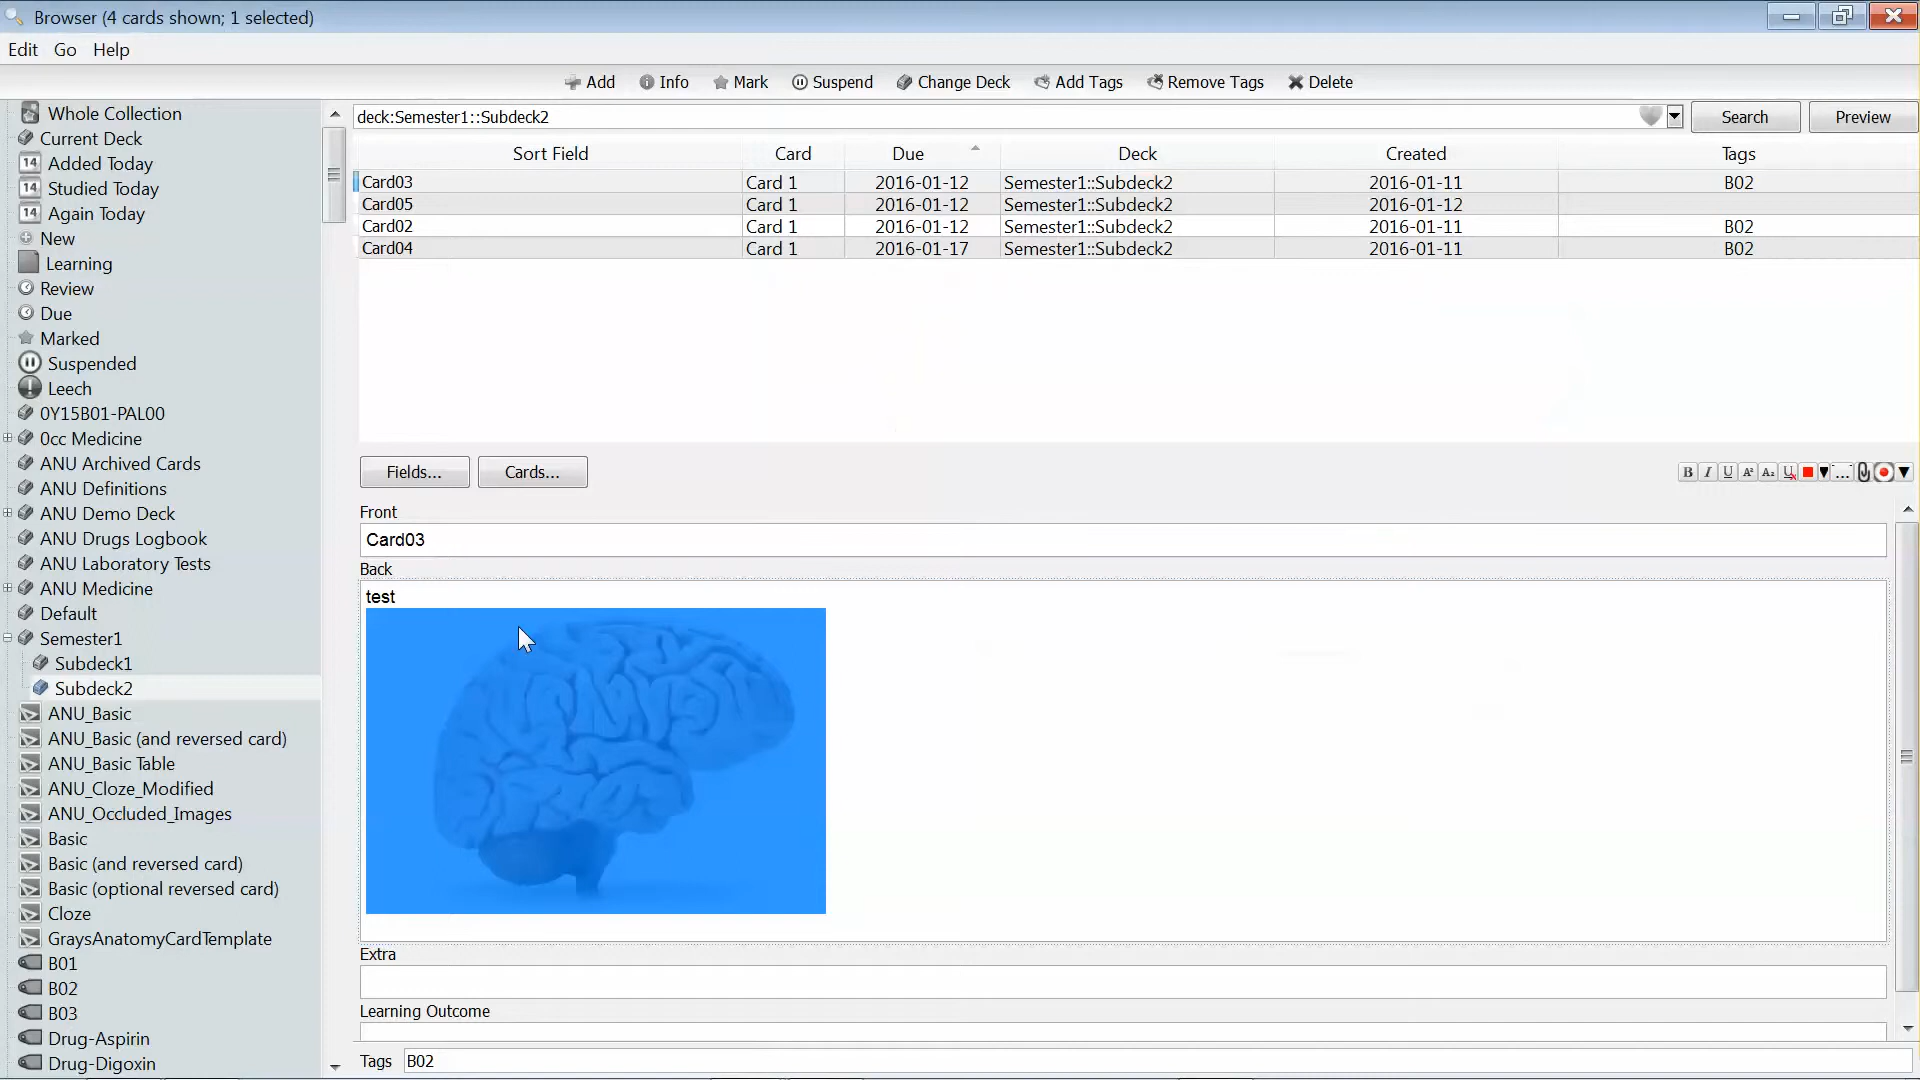 Browser (4 cards shown; 1 selected)
Edit Go Help
Add Info Mark Suspend Change Deck Add Tags Remove Tags Delete
Whole Collection
Current Deck
14 Added Today
14 Studied Today
14 Again Today
New
Learning
Review
Due
Marked
Suspended
Leech
0Y15B01-PAL00
0cc Medicine
ANU Archived Cards
ANU Definitions
ANU Demo Deck
ANU Drugs Logbook
ANU Laboratory Tests
ANU Medicine
Default
Semester1
Subdeck1
Subdeck2
ANU_Basic
ANU_Basic (and reversed card)
ANU_Basic Table
ANU_Cloze_Modified
ANU_Occluded_Images
Basic
Basic (and reversed card)
Basic (optional reversed card)
Cloze
GraysAnatomyCardTemplate
B01
B02
B03
Drug-Aspirin
Drug-Digoxin
deck:Semester1::Subdeck2 Search Preview
Sort Field Card Due Deck Created Tags
Card03 Card 1 2016-01-12 Semester1::Subdeck2 2016-01-11 B02
Card05 Card 1 2016-01-12 Semester1::Subdeck2 2016-01-12
Card02 Card 1 2016-01-12 Semester1::Subdeck2 2016-01-11 B02
Card04 Card 1 2016-01-17 Semester1::Subdeck2 2016-01-11 B02
Fields... Cards... B I U A² A₂ U ...
Front
Card03
Back
test
Extra
Learning Outcome
Tags B02